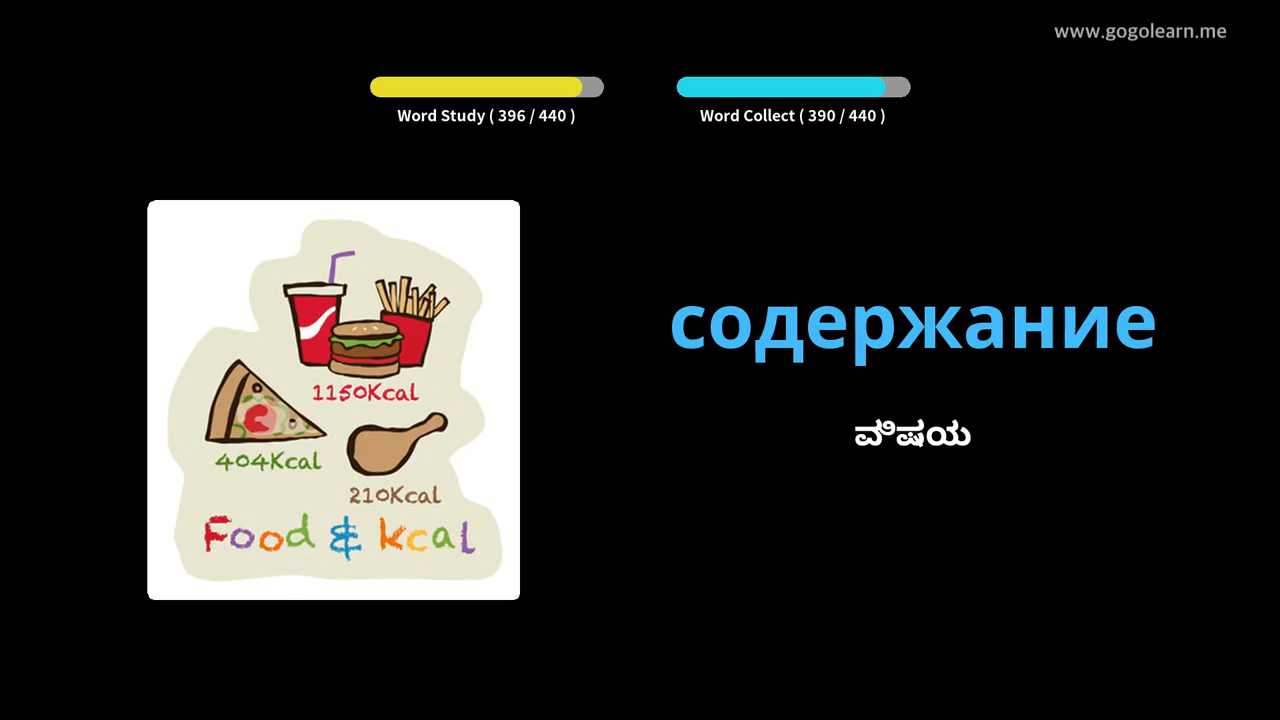 www.gogolearn.me
Word Study ( 396 / 440 )
Word Collect ( 390 / 440 )
1150Kcal
404Kcal
210Kcal
Food & kcal
содержание
ವಿಷಯ